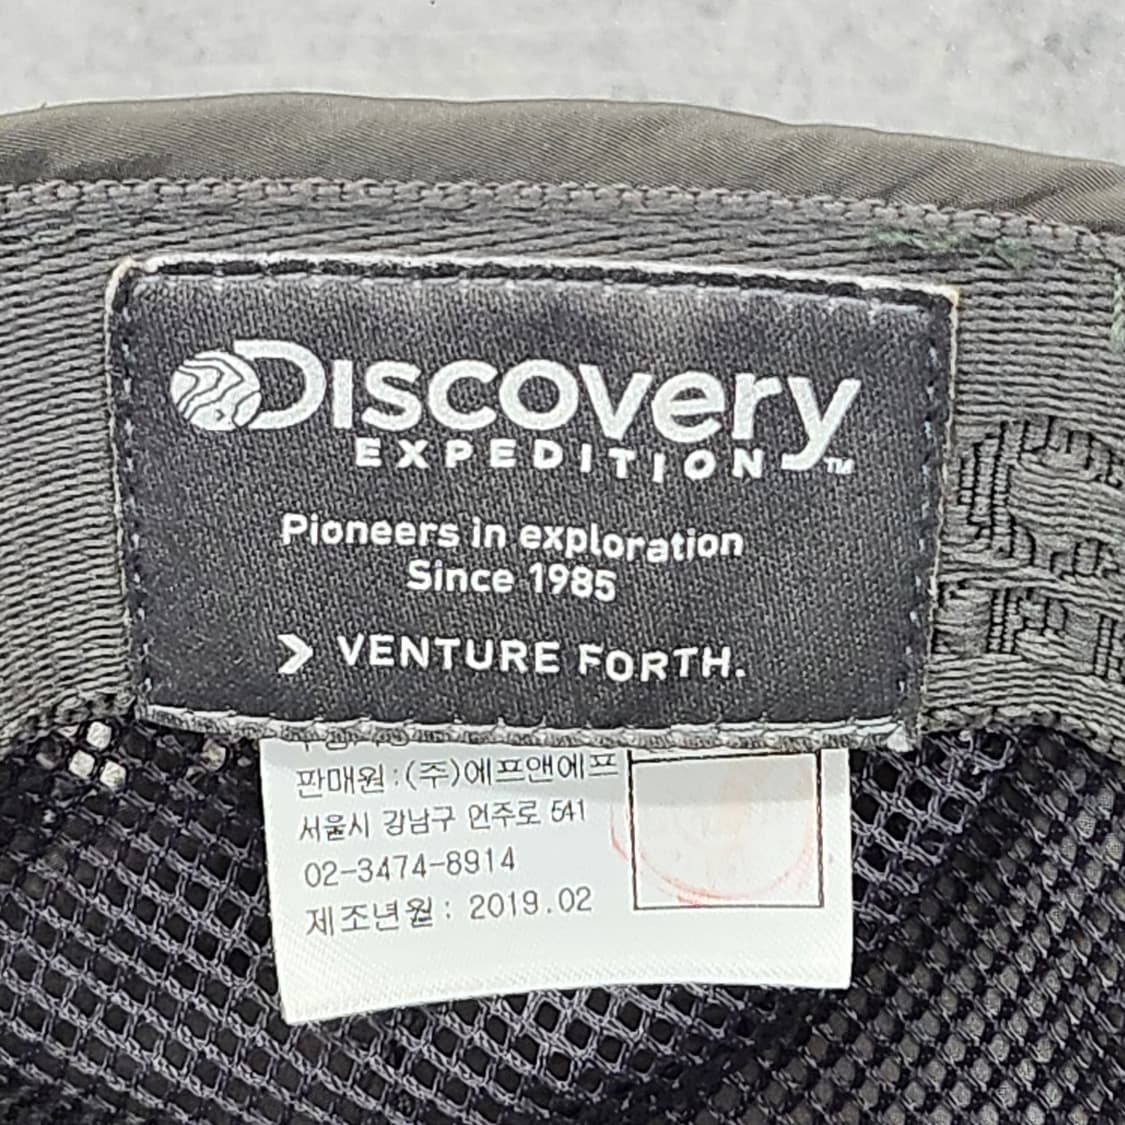 Discovery
EXPEDITION™
Pioneers in exploration
Since 1985
VENTURE FORTH.
판매원:(주)에프앤에프
서울시 강남구 언주로 541
02-3474-8914
제조년월: 2019.02